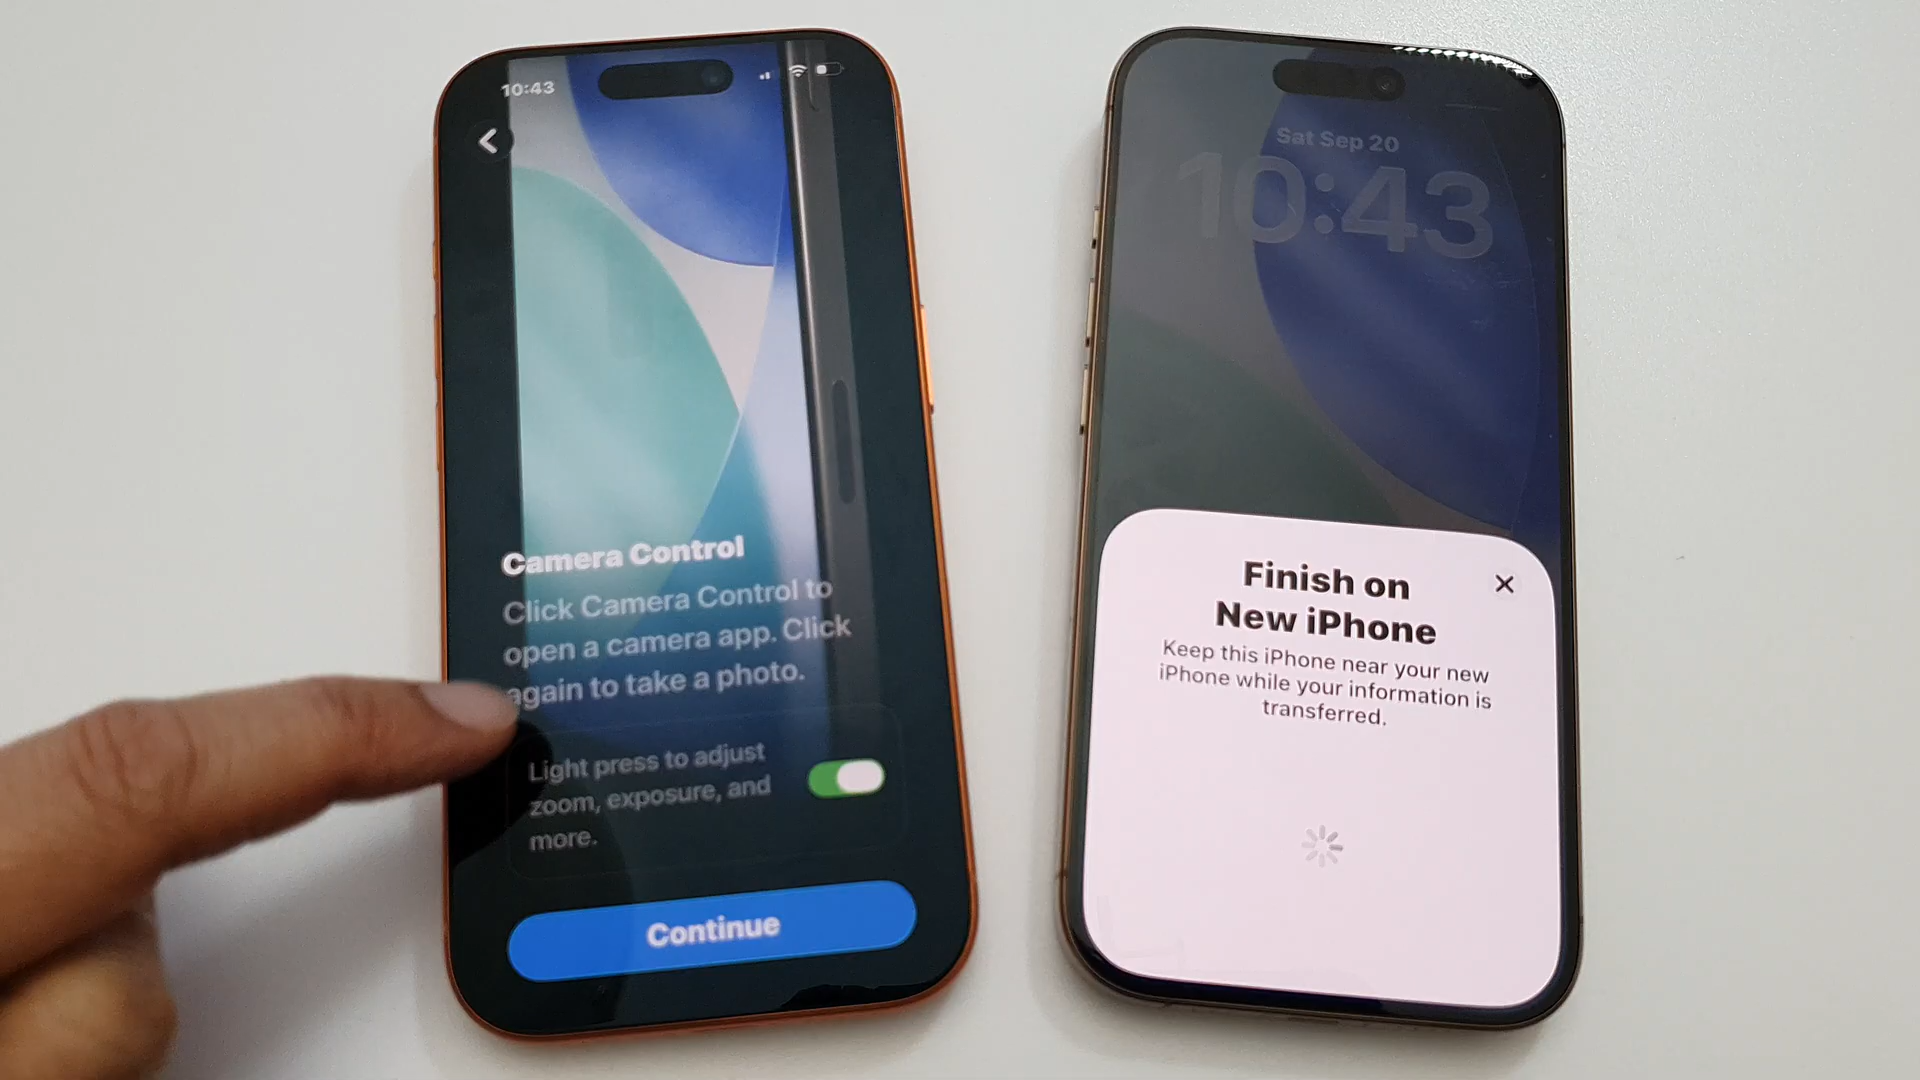 10:43
Camera Control
Click Camera Control to
open a camera app. Click
again to take a photo.
Light press to adjust
zoom, exposure, and
more.
Continue
Sat Sep 20
10:43
Finish on
New iPhone
Keep this iPhone near your new
iPhone while your information is
transferred.